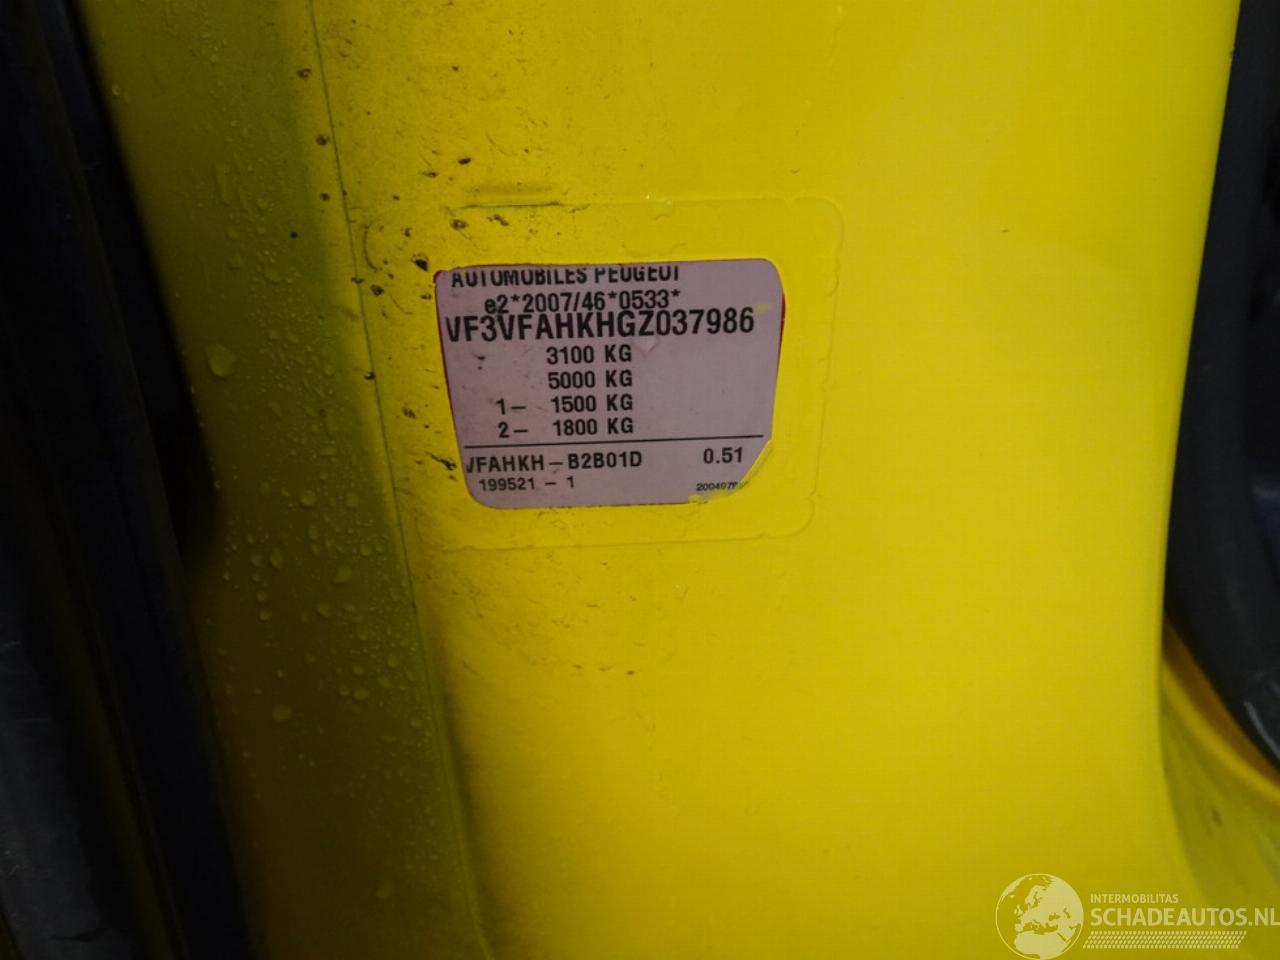 AUTOMOBILES PEUGEOT
e2*2007/46*0533*
VF3VFAHKHGZ037986
3100 KG
5000 KG
1- 1500 KG
2- 1800 KG
VFAHKH-B2B01D 0.51
199521 - 1
INTERMOBILITAS
SCHADEAUTOS.NL